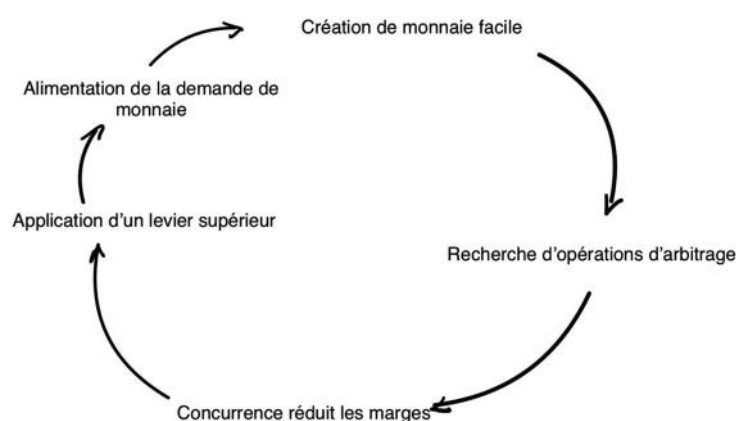 Création de monnaie facile
Alimentation de la demande de
monnaie
Application d'un levier supérieur
Recherche d'opérations d'arbitrage
Concurrence réduit les marges